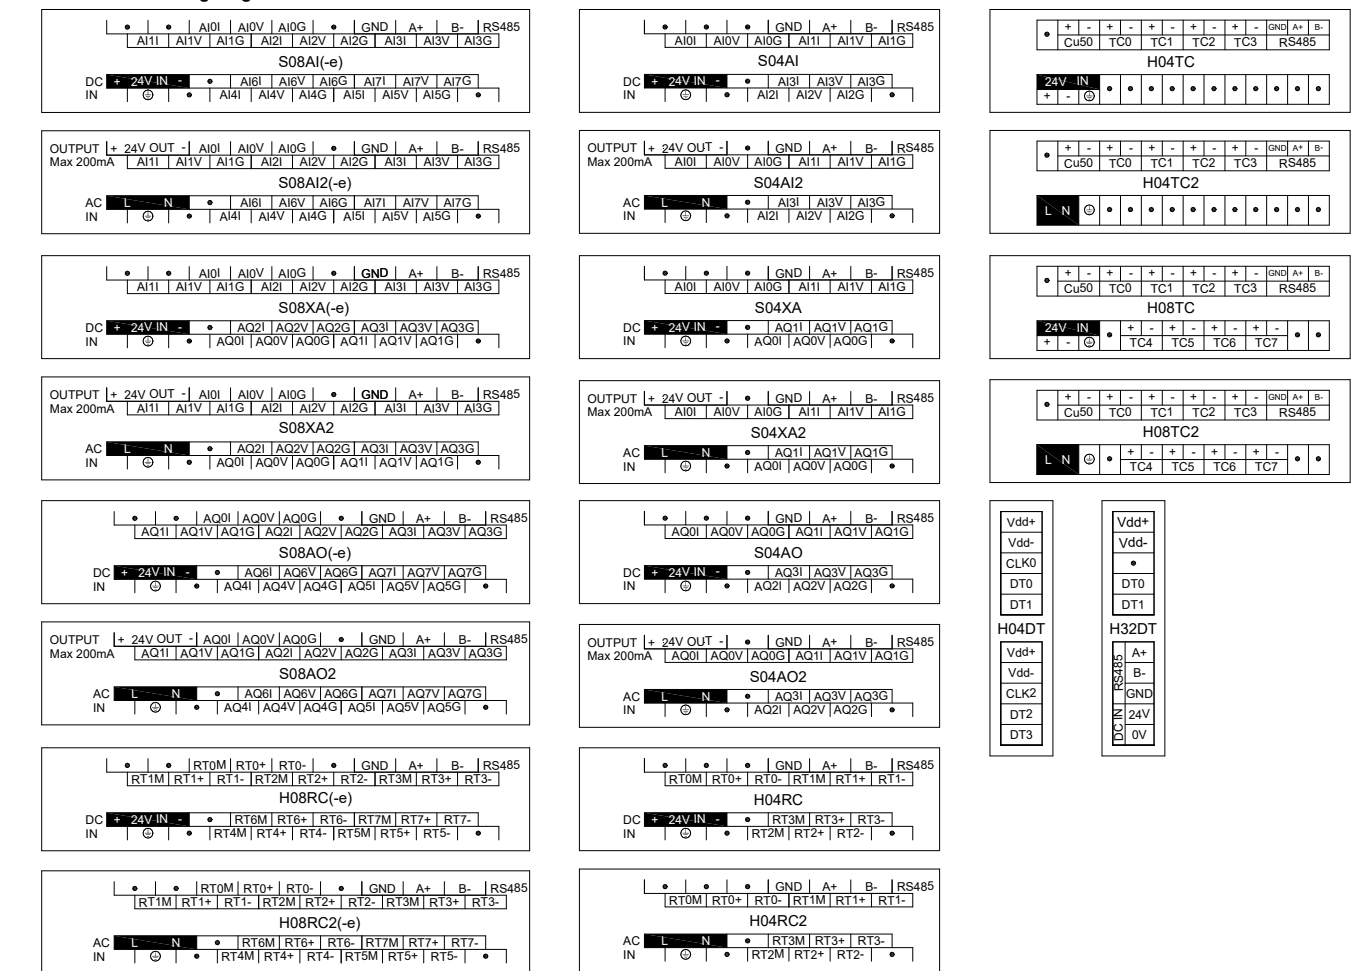 AI0I AI0V AI0G • GND A+ B- RS485
AI1I AI1V AI1G AI2I AI2V AI2G AI3I AI3V AI3G
S08AI(-e)
DC + 24V IN - • AI6I AI6V AI6G AI7I AI7V AI7G
IN • AI4I AI4V AI4G AI5I AI5V AI5G •
OUTPUT + 24V OUT - AI0I AI0V AI0G • GND A+ B- RS485
Max 200mA AI1I AI1V AI1G AI2I AI2V AI2G AI3I AI3V AI3G
S08AI2(-e)
AC L N • AI6I AI6V AI6G AI7I AI7V AI7G
IN • AI4I AI4V AI4G AI5I AI5V AI5G •
• • AI0I AI0V AI0G • GND A+ B- RS485
AI1I AI1V AI1G AI2I AI2V AI2G AI3I AI3V AI3G
S08XA(-e)
DC + 24V IN - • AQ2I AQ2V AQ2G AQ3I AQ3V AQ3G
IN • AQ0I AQ0V AQ0G AQ1I AQ1V AQ1G •
OUTPUT + 24V OUT - AI0I AI0V AI0G • GND A+ B- RS485
Max 200mA AI1I AI1V AI1G AI2I AI2V AI2G AI3I AI3V AI3G
S08XA2
AC L N • AQ2I AQ2V AQ2G AQ3I AQ3V AQ3G
IN • AQ0I AQ0V AQ0G AQ1I AQ1V AQ1G •
• • AQ0I AQ0V AQ0G • GND A+ B- RS485
AQ1I AQ1V AQ1G AQ2I AQ2V AQ2G AQ3I AQ3V AQ3G
S08AO(-e)
DC + 24V IN - • AQ6I AQ6V AQ6G AQ7I AQ7V AQ7G
IN • AQ4I AQ4V AQ4G AQ5I AQ5V AQ5G •
OUTPUT + 24V OUT - AQ0I AQ0V AQ0G • GND A+ B- RS485
Max 200mA AQ1I AQ1V AQ1G AQ2I AQ2V AQ2G AQ3I AQ3V AQ3G
S08AO2
AC L N • AQ6I AQ6V AQ6G AQ7I AQ7V AQ7G
IN • AQ4I AQ4V AQ4G AQ5I AQ5V AQ5G •
• • RT0M RT0+ RT0- • GND A+ B- RS485
RT1M RT1+ RT1- RT2M RT2+ RT2- RT3M RT3+ RT3-
H08RC(-e)
DC + 24V IN - • RT6M RT6+ RT6- RT7M RT7+ RT7-
IN • RT4M RT4+ RT4- RT5M RT5+ RT5- •
• • RT0M RT0+ RT0- • GND A+ B- RS485
RT1M RT1+ RT1- RT2M RT2+ RT2- RT3M RT3+ RT3-
H08RC2(-e)
AC L N • RT6M RT6+ RT6- RT7M RT7+ RT7-
IN • RT4M RT4+ RT4- RT5M RT5+ RT5- •
• • • • GND A+ B- RS485
AI0I AI0V AI0G AI1I AI1V AI1G
S04AI
DC + 24V IN - • AI3I AI3V AI3G
IN • AI2I AI2V AI2G •
OUTPUT + 24V OUT - • • GND A+ B- RS485
Max 200mA AI0I AI0V AI0G AI1I AI1V AI1G
S04AI2
AC L N • AI3I AI3V AI3G
IN • AI2I AI2V AI2G •
• • • • GND A+ B- RS485
AI0I AI0V AI0G AI1I AI1V AI1G
S04XA
DC + 24V IN - • AQ1I AQ1V AQ1G
IN • AQ0I AQ0V AQ0G •
OUTPUT + 24V OUT - • • GND A+ B- RS485
Max 200mA AI0I AI0V AI0G AI1I AI1V AI1G
S04XA2
AC L N • AQ1I AQ1V AQ1G
IN • AQ0I AQ0V AQ0G •
• • • • GND A+ B- RS485
AQ0I AQ0V AQ0G AQ1I AQ1V AQ1G
S04AO
DC + 24V IN - • AQ3I AQ3V AQ3G
IN • AQ2I AQ2V AQ2G •
OUTPUT + 24V OUT - • • GND A+ B- RS485
Max 200mA AQ0I AQ0V AQ0G AQ1I AQ1V AQ1G
S04AO2
AC L N • AQ3I AQ3V AQ3G
IN • AQ2I AQ2V AQ2G •
• • • • GND A+ B- RS485
RT0M RT0+ RT0- RT1M RT1+ RT1-
H04RC
DC + 24V IN - • RT3M RT3+ RT3-
IN • RT2M RT2+ RT2- •
• • • • GND A+ B- RS485
RT0M RT0+ RT0- RT1M RT1+ RT1-
H04RC2
AC L N • RT3M RT3+ RT3-
IN • RT2M RT2+ RT2- •
• + - + - + - + - + - GND A+ B-
Cu50 TC0 TC1 TC2 TC3 RS485
H04TC
24V IN
+ - • • • • • • • • • • •
• + - + - + - + - + - GND A+ B-
Cu50 TC0 TC1 TC2 TC3 RS485
H04TC2
L N • • • • • • • • • • •
• + - + - + - + - + - GND A+ B-
Cu50 TC0 TC1 TC2 TC3 RS485
H08TC
24V IN • + - + - + - + - • •
+ - TC4 TC5 TC6 TC7
• + - + - + - + - + - GND A+ B-
Cu50 TC0 TC1 TC2 TC3 RS485
H08TC2
L N • + - + - + - + - • •
TC4 TC5 TC6 TC7
Vdd+
Vdd-
CLK0
DT0
DT1
H04DT
Vdd+
Vdd-
CLK2
DT2
DT3
Vdd+
Vdd-
•
DT0
DT1
H32DT
RS485
A+
B-
GND
DC IN
24V
0V